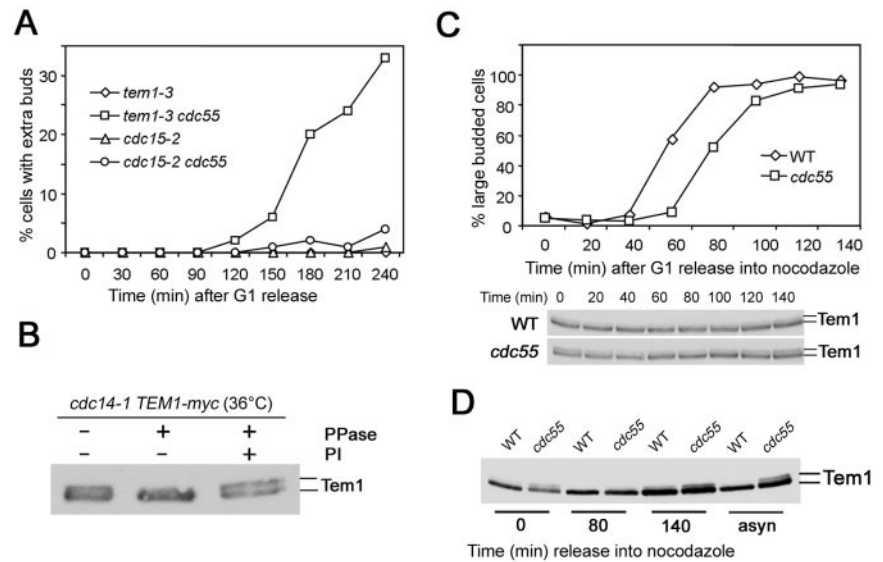 A
% cells with extra buds
30
20
10
0
tem1-3
tem1-3 cdc55
cdc15-2
cdc15-2 cdc55
0 30 60 90 120 150 180 210 240
Time (min) after G1 release
B
cdc14-1 TEM1-myc (36°C)
– + + PPase
– – + PI
Tem1
C
% large budded cells
100
80
60
40
20
0
WT
cdc55
0 20 40 60 80 100 120 140
Time (min) after G1 release into nocodazole
Time (min) 0 20 40 60 80 100 120 140
WT Tem1
cdc55 Tem1
D
WT cdc55 WT cdc55 WT cdc55 WT cdc55
Tem1
0 80 140 asyn
Time (min) release into nocodazole